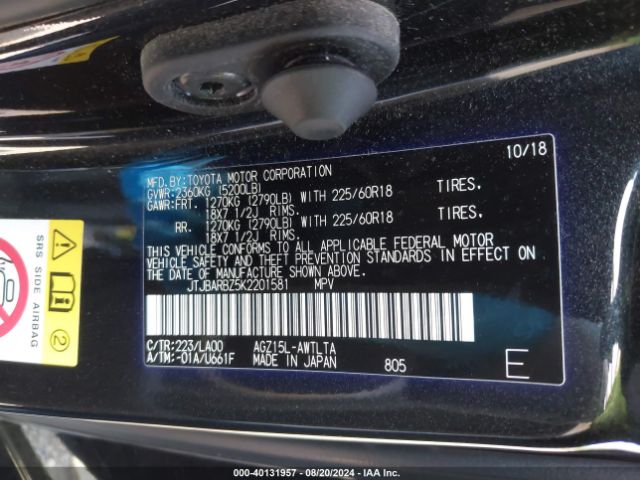 10/18
MFD.BY:TOYOTA MOTOR CORPORATION
GVWR:2360KG (5200LB)
GAWR:FRT. 1270KG (2790LB) WITH 225/60R18 TIRES.
18X7 1/2J RIMS.
RR. 1270KG (2790LB) WITH 225/60R18 TIRES.
18X7 1/2J RIMS.
THIS VEHICLE CONFORMS TO ALL APPLICABLE FEDERAL MOTOR
VEHICLE SAFETY AND THEFT PREVENTION STANDARDS IN EFFECT ON
THE DATE OF MANUFACTURE SHOWN ABOVE.
JTJBARBZ5K2201581 MPV
C/TR:223/LA00 AGZ15L-AWTLTA
A/TM:-01A/U661F MADE IN JAPAN 805 E
SRS SIDE AIRBAG
2
000-40131957 - 08/20/2024 - IAA Inc.